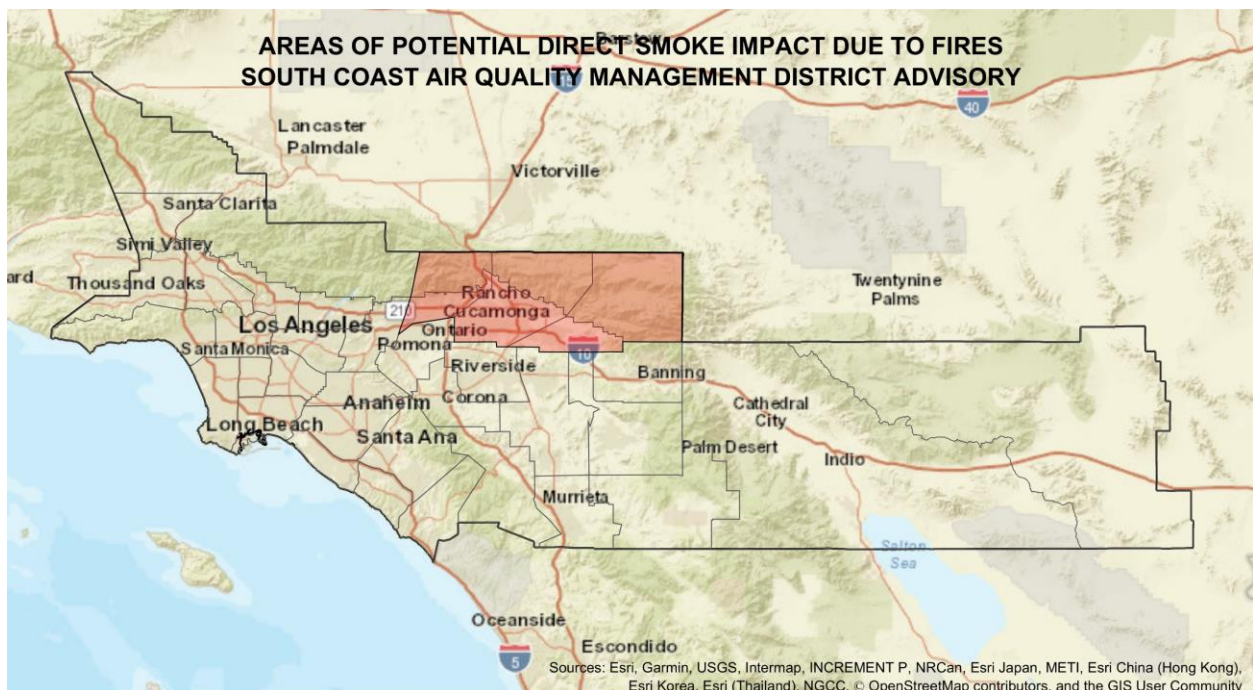 AREAS OF POTENTIAL DIRECT SMOKE IMPACT DUE TO FIRES
SOUTH COAST AIR QUALITY MANAGEMENT DISTRICT ADVISORY
Barstow
15
40
Lancaster
Palmdale
Victorville
Santa Clarita
Simi Valley
ard
Thousand Oaks
Twentynine
Palms
Rancho
Cucamonga
210
Los Angeles
Ontario
Santa Monica
Pomona
10
Riverside
Banning
Anaheim
Corona
Cathedral
City
Long Beach
Santa Ana
Palm Desert
Indio
Murrieta
Salton
Sea
Oceanside
Escondido
5
Sources: Esri, Garmin, USGS, Intermap, INCREMENT P, NRCan, Esri Japan, METI, Esri China (Hong Kong),
Esri Korea, Esri (Thailand), NGCC, © OpenStreetMap contributors, and the GIS User Community